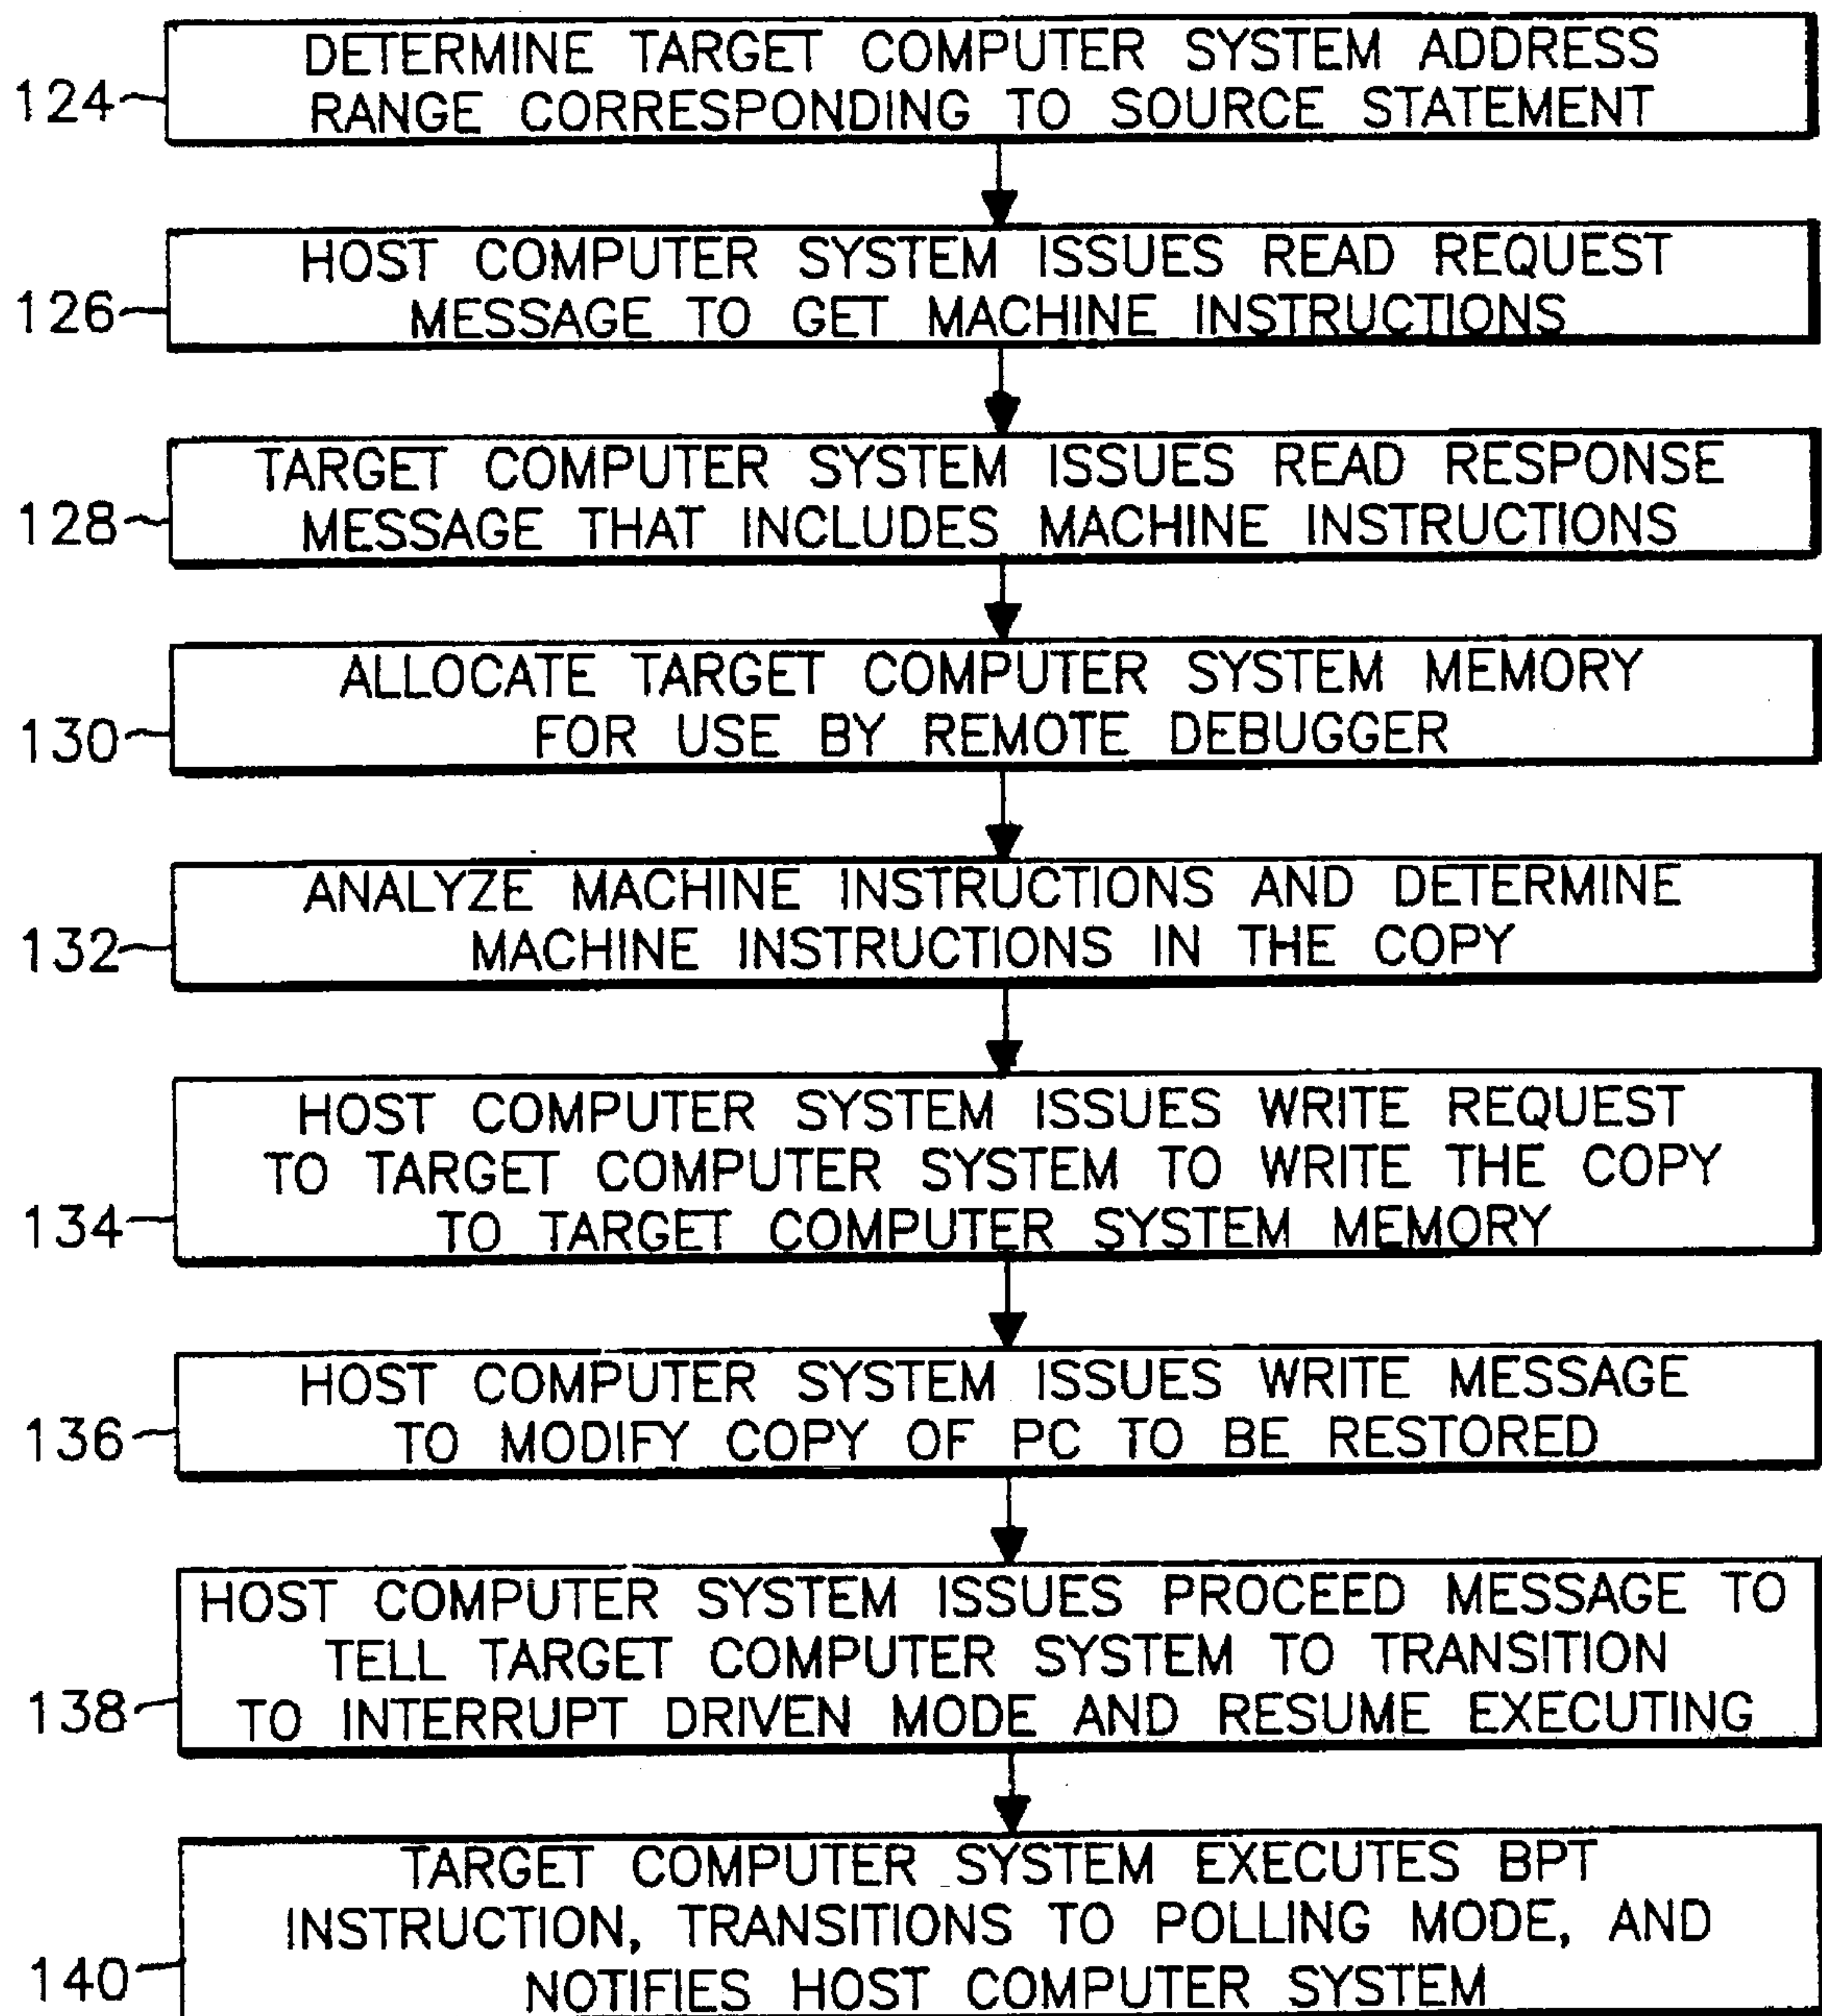 DETERMINE TARGET COMPUTER SYSTEM ADDRESS
124 RANGE CORRESPONDING TO SOURCE STATEMENT
HOST COMPUTER SYSTEM ISSUES READ REQUEST
126 MESSAGE TO GET MACHINE INSTRUCTIONS
TARGET COMPUTER SYSTEM ISSUES READ RESPONSE
128 MESSAGE THAT INCLUDES MACHINE INSTRUCTIONS
ALLOCATE TARGET COMPUTER SYSTEM MEMORY
130 FOR USE BY REMOTE DEBUGGER
ANALYZE MACHINE INSTRUCTIONS AND DETERMINE
132 MACHINE INSTRUCTIONS IN THE COPY
HOST COMPUTER SYSTEM ISSUES WRITE REQUEST
TO TARGET COMPUTER SYSTEM TO WRITE THE COPY
134 TO TARGET COMPUTER SYSTEM MEMORY
HOST COMPUTER SYSTEM ISSUES WRITE MESSAGE
136 TO MODIFY COPY OF PC TO BE RESTORED
HOST COMPUTER SYSTEM ISSUES PROCEED MESSAGE TO
TELL TARGET COMPUTER SYSTEM TO TRANSITION
138 TO INTERRUPT DRIVEN MODE AND RESUME EXECUTING
TARGET COMPUTER SYSTEM EXECUTES BPT
INSTRUCTION, TRANSITIONS TO POLLING MODE, AND
140 NOTIFIES HOST COMPUTER SYSTEM